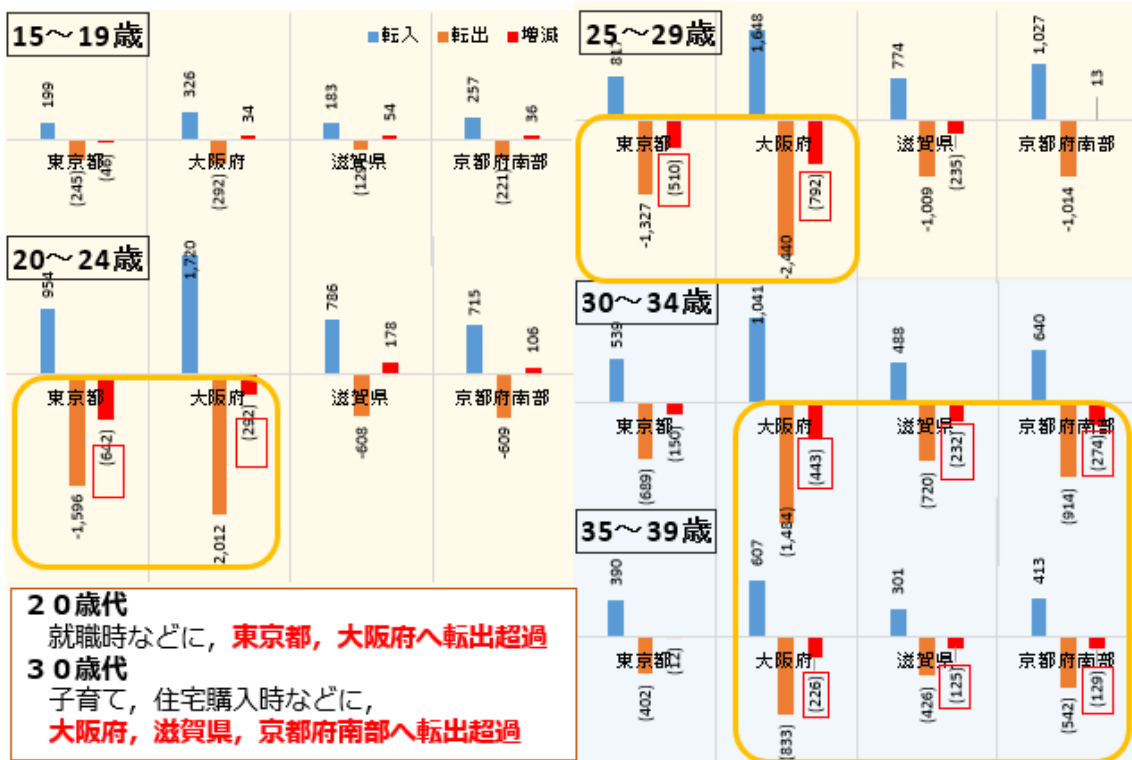 15～19歳
■転入 ■転出 ■増減
199
326
183
257
34
54
36
東京都
大阪府
滋賀県
京都府南部
(245)
(46)
(292)
(129)
(221)
20～24歳
954
1,720
786
178
715
106
東京都
大阪府
滋賀県
京都府南部
-1,596
(642)
2,012
(292)
-608
-609
２０歳代
就職時などに，東京都，大阪府へ転出超過
３０歳代
子育て，住宅購入時などに，
大阪府，滋賀県，京都府南部へ転出超過
25～29歳
817
1,648
774
1,027
13
東京都
大阪府
滋賀県
京都府南部
-1,327
(510)
-2,440
(792)
-1,009
(235)
-1,014
30～34歳
539
1,041
488
640
東京都
大阪府
滋賀県
京都府南部
(689)
(150)
(1,484)
(443)
(720)
(232)
(914)
(274)
35～39歳
390
607
301
413
東京都
大阪府
滋賀県
京都府南部
(402)
(12)
(833)
(226)
(426)
(125)
(542)
(129)